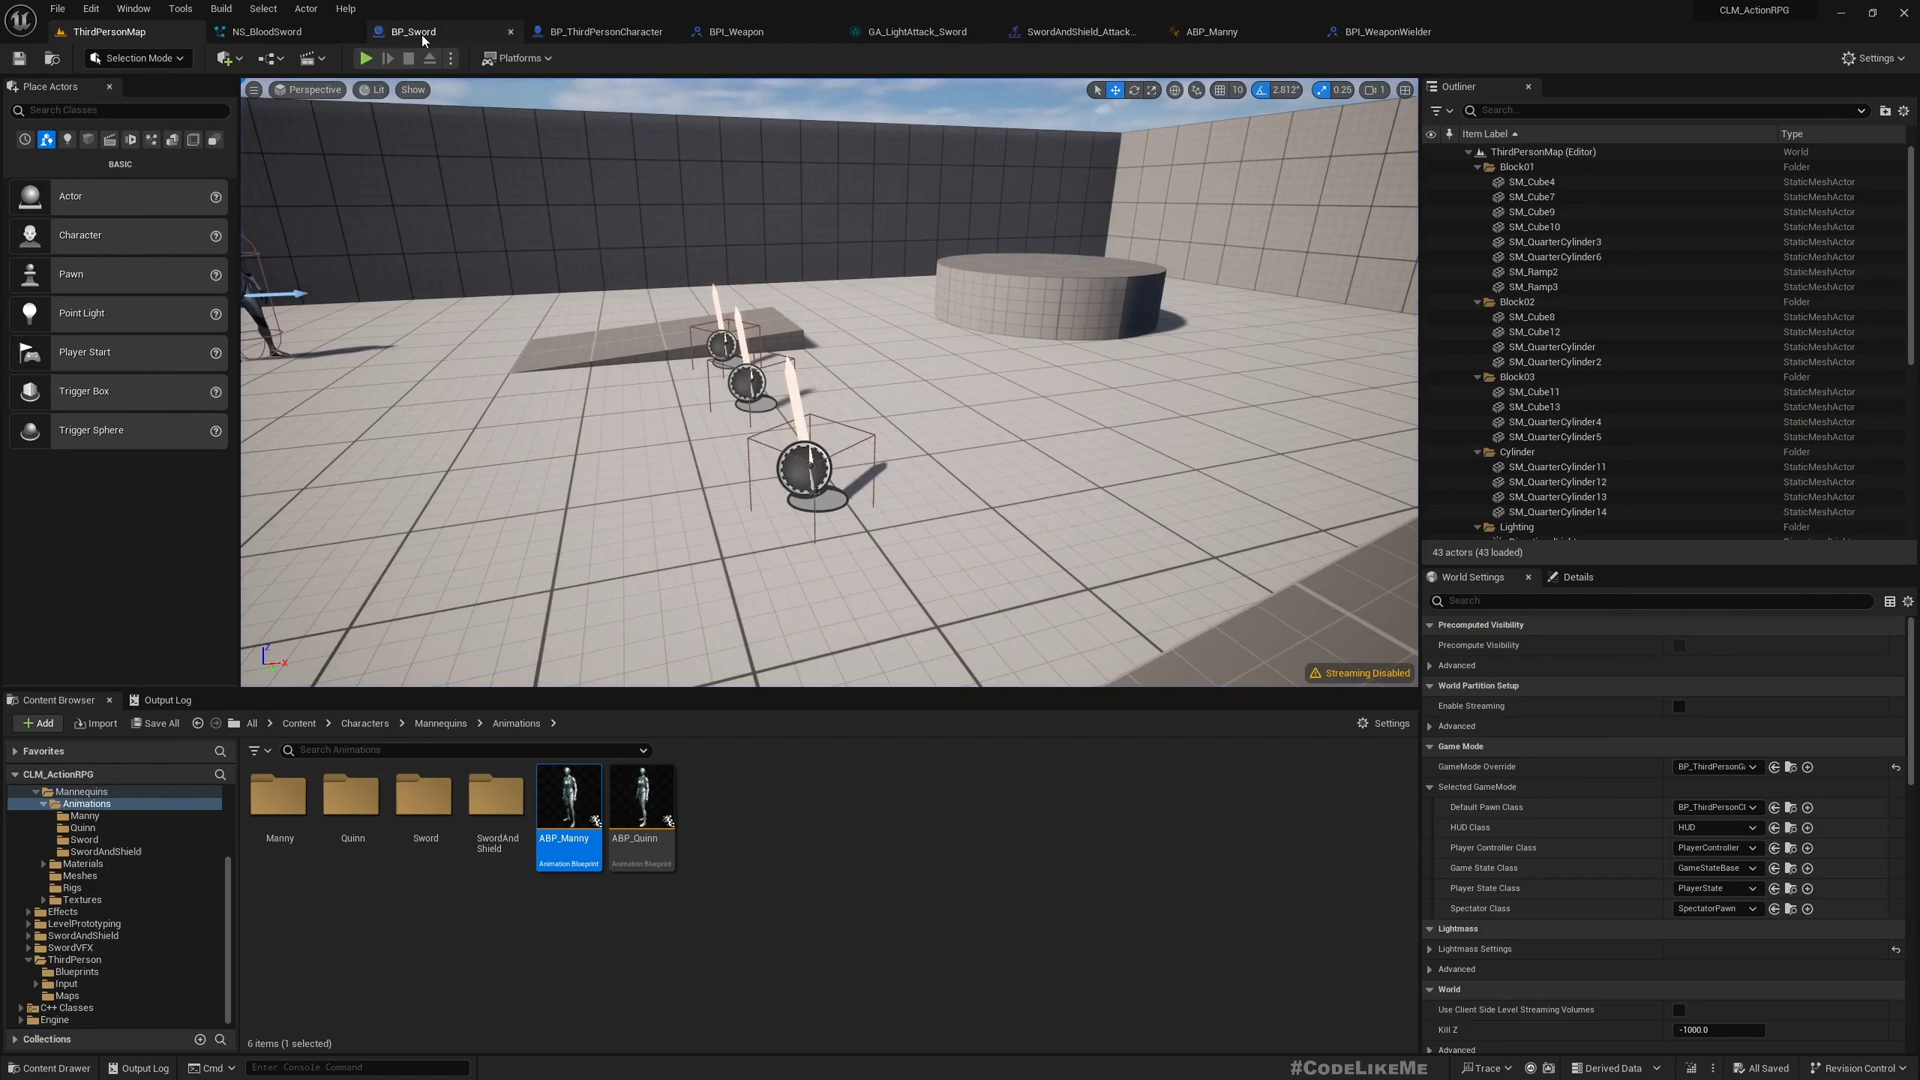 File Edit Window Tools Build Select Actor Help
CLM_ActionRPG
ThirdPersonMap NS_BloodSword BP_Sword BP_ThirdPersonCharacter BPI_Weapon GA_LightAttack_Sword SwordAndShield_Attack... ABP_Manny BPI_WeaponWielder
Selection Mode Platforms Settings
Place Actors
Search Classes
BASIC
Actor
Character
Pawn
Point Light
Player Start
Trigger Box
Trigger Sphere
Perspective Lit Show
10 2.812° 0.25 1
Z X
Streaming Disabled
Outliner
Search...
Item Label Type
ThirdPersonMap (Editor) World
Block01 Folder
SM_Cube4 StaticMeshActor
SM_Cube7 StaticMeshActor
SM_Cube9 StaticMeshActor
SM_Cube10 StaticMeshActor
SM_QuarterCylinder3 StaticMeshActor
SM_QuarterCylinder6 StaticMeshActor
SM_Ramp2 StaticMeshActor
SM_Ramp3 StaticMeshActor
Block02 Folder
SM_Cube8 StaticMeshActor
SM_Cube12 StaticMeshActor
SM_QuarterCylinder StaticMeshActor
SM_QuarterCylinder2 StaticMeshActor
Block03 Folder
SM_Cube11 StaticMeshActor
SM_Cube13 StaticMeshActor
SM_QuarterCylinder4 StaticMeshActor
SM_QuarterCylinder5 StaticMeshActor
Cylinder Folder
SM_QuarterCylinder11 StaticMeshActor
SM_QuarterCylinder12 StaticMeshActor
SM_QuarterCylinder13 StaticMeshActor
SM_QuarterCylinder14 StaticMeshActor
Lighting Folder
43 actors (43 loaded)
World Settings Details
Search
Precomputed Visibility
Precompute Visibility
Advanced
World Partition Setup
Enable Streaming
Advanced
Game Mode
GameMode Override BP_ThirdPersonG
Selected GameMode
Default Pawn Class BP_ThirdPersonCl
HUD Class HUD
Player Controller Class PlayerController
Game State Class GameStateBase
Player State Class PlayerState
Spectator Class SpectatorPawn
Lightmass
Lightmass Settings
Advanced
World
Use Client Side Level Streaming Volumes
Kill Z -1000.0
Advanced
Content Browser Output Log
Add Import Save All All Content Characters Mannequins Animations Settings
Favorites
CLM_ActionRPG
Mannequins
Animations
Manny
Quinn
Sword
SwordAndShield
Materials
Meshes
Rigs
Textures
Effects
LevelPrototyping
SwordAndShield
SwordVFX
ThirdPerson
Blueprints
Input
Maps
C++ Classes
Engine
Collections
Search Animations
Manny Quinn Sword SwordAnd Shield ABP_Manny ABP_Quinn
Animation Blueprint Animation Blueprint
6 items (1 selected)
#CodeLikeMe
Content Drawer Output Log Cmd Enter Console Command Trace Derived Data All Saved Revision Control